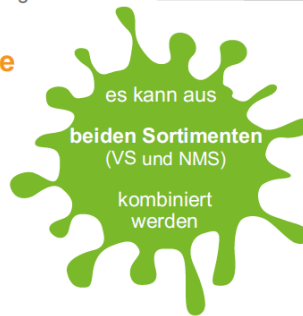 e
es kann aus
beiden Sortimenten
(VS und NMS)
kombiniert
werden